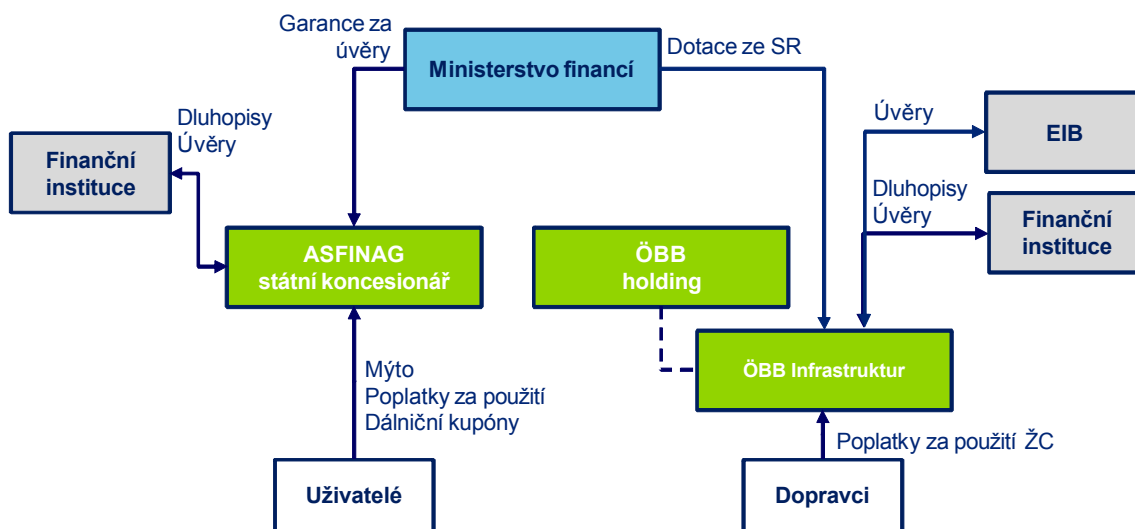 Garance za
úvěry
Ministerstvo financí
Dotace ze SR
Dluhopisy
Úvěry
Finanční
instituce
Úvěry
EIB
Dluhopisy
Úvěry
Finanční
instituce
ASFINAG
státní koncesionář
ÖBB
holding
ÖBB Infrastruktur
Mýto
Poplatky za použití
Dálniční kupóny
Poplatky za použití ŽC
Uživatelé
Dopravci